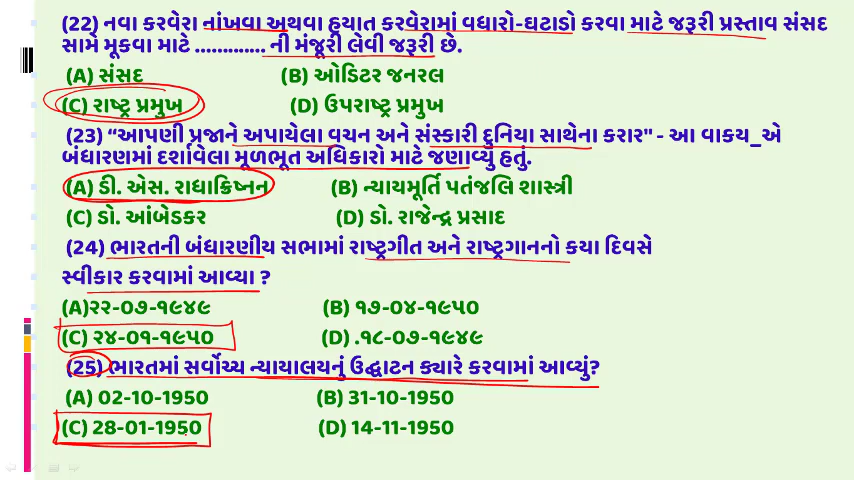 (22) નવા કરવેરા નાંખવા અથવા હયાત કરવેરામાં વધારો-ઘટાડો કરવા માટે જરૂરી પ્રસ્તાવ સંસદ
સામે મૂકવા માટે ............. ની મંજૂરી લેવી જરૂરી છે.
(A) સંસદ (B) ઓડિટર જનરલ
(C) રાષ્ટ્ર પ્રમુખ (D) ઉપરાષ્ટ્ર પ્રમુખ
(23) “આપણી પ્રજાને અપાયેલા વચન અને સંસ્કારી દુનિયા સાથેના કરાર" - આ વાકય_એ
બંધારણમાં દર્શાવેલા મૂળભૂત અધિકારો માટે જણાવ્યું હતું.
(A) ડી. એસ. રાધાક્રિષ્નન (B) ન્યાયમૂર્તિ પતંજલિ શાસ્ત્રી
(C) ડો. આંબેડકર (D) ડો. રાજેન્દ્ર પ્રસાદ
(24) ભારતની બંધારણીય સભામાં રાષ્ટ્રગીત અને રાષ્ટ્રગાનનો કયા દિવસે
સ્વીકાર કરવામાં આવ્યા ?
(A)૨૨-૦૭-૧૯૪૯ (B) ૧૭-૦૪-૧૯૫૦
(C) ૨૪-૦૧-૧૯૫૦ (D) .૧૮-૦૭-૧૯૪૯
(25) ભારતમાં સર્વોચ્ચ ન્યાયાલયનું ઉદ્ઘાટન ક્યારે કરવામાં આવ્યું?
(A) 02-10-1950 (B) 31-10-1950
(C) 28-01-1950 (D) 14-11-1950